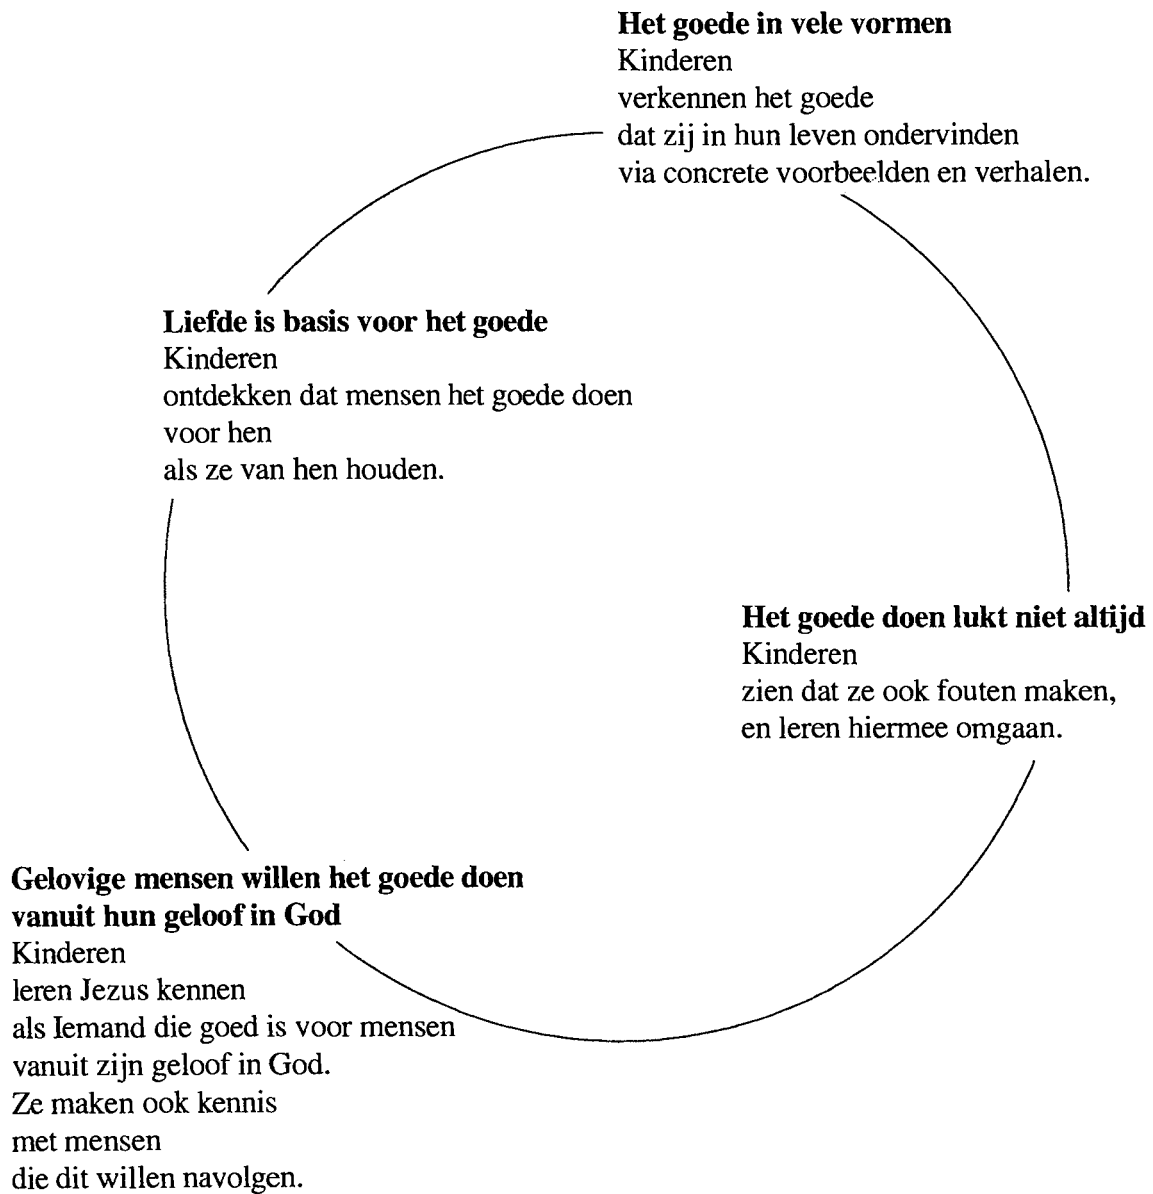 Het goede in vele vormen
Kinderen
verkennen het goede
dat zij in hun leven ondervinden
via concrete voorbeelden en verhalen.
Liefde is basis voor het goede
Kinderen
ontdekken dat mensen het goede doen
voor hen
als ze van hen houden.
Het goede doen lukt niet altijd
Kinderen
zien dat ze ook fouten maken,
en leren hiermee omgaan.
Gelovige mensen willen het goede doen
vanuit hun geloof in God
Kinderen
leren Jezus kennen
als Iemand die goed is voor mensen
vanuit zijn geloof in God.
Ze maken ook kennis
met mensen
die dit willen navolgen.